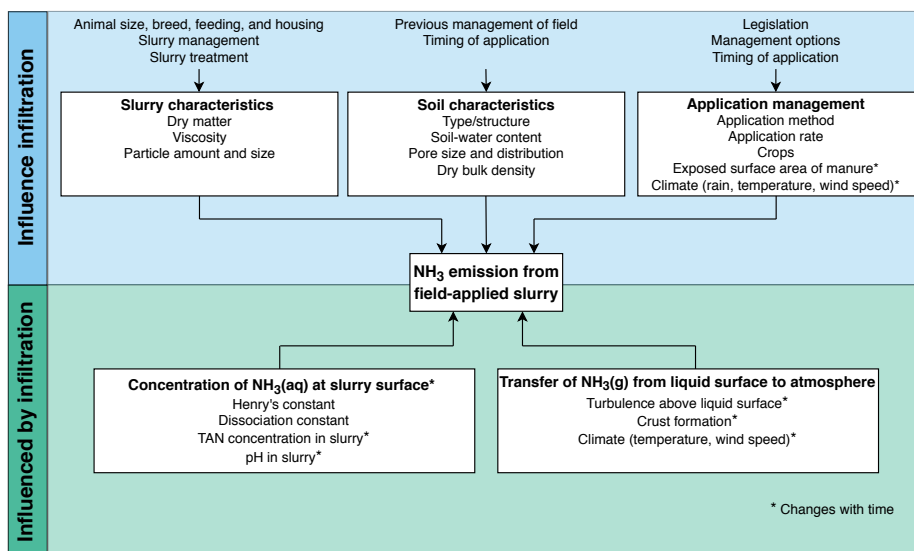 Influence infiltration
Animal size, breed, feeding, and housing
Slurry management
Slurry treatment
Previous management of field
Timing of application
Legislation
Management options
Timing of application
Slurry characteristics
Dry matter
Viscosity
Particle amount and size
Soil characteristics
Type/structure
Soil-water content
Pore size and distribution
Dry bulk density
Application management
Application method
Application rate
Crops
Exposed surface area of manure*
Climate (rain, temperature, wind speed)*
NH₃ emission from
field-applied slurry
Influenced by infiltration
Concentration of NH₃(aq) at slurry surface*
Henry's constant
Dissociation constant
TAN concentration in slurry*
pH in slurry*
Transfer of NH₃(g) from liquid surface to atmosphere
Turbulence above liquid surface*
Crust formation*
Climate (temperature, wind speed)*
* Changes with time